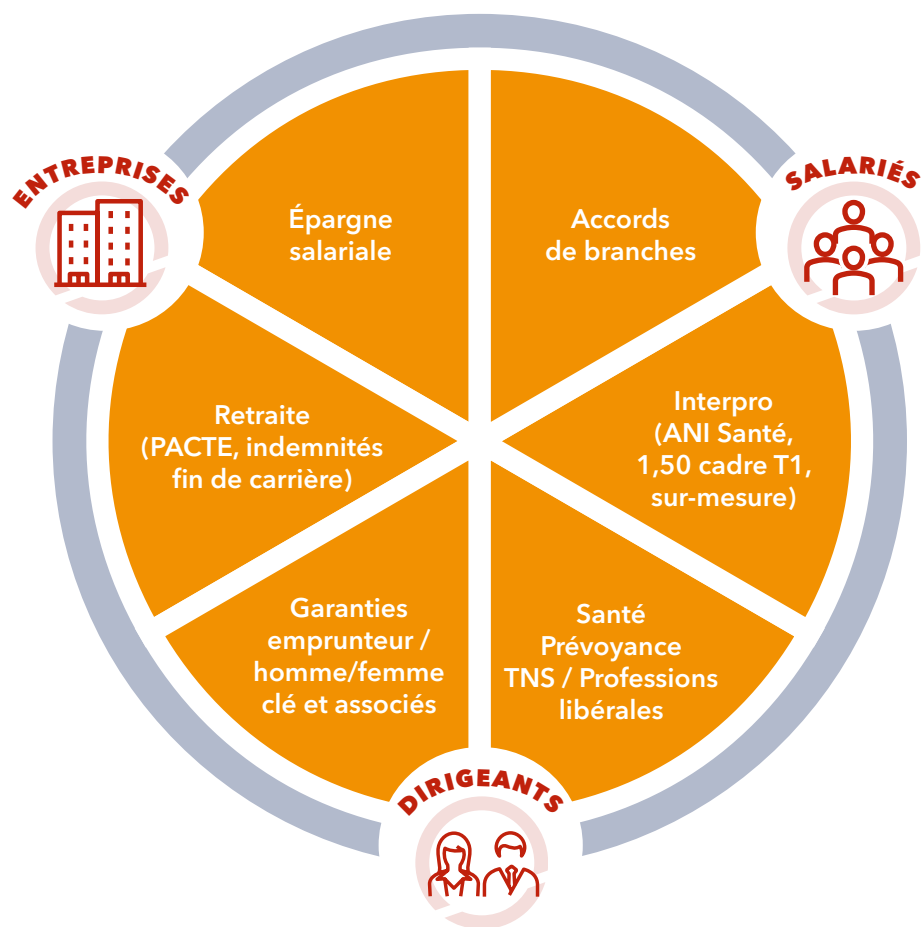 ENTREPRISES
SALARIÉS
Épargne
salariale
Accords
de branches
Retraite
(PACTE, indemnités
fin de carrière)
Interpro
(ANI Santé,
1,50 cadre T1,
sur-mesure)
Garanties
emprunteur /
homme/femme
clé et associés
Santé
Prévoyance
TNS / Professions
libérales
DIRIGEANTS